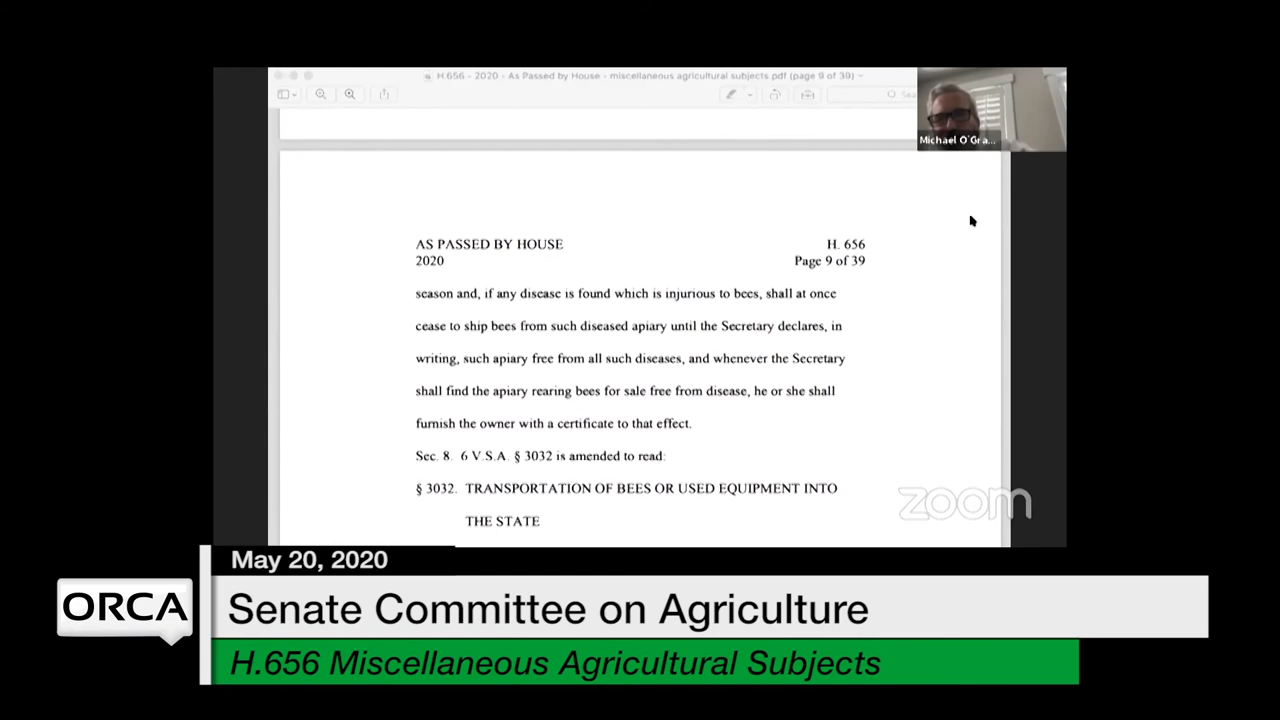 H.656 - 2020 - As Passed by House - miscellaneous agricultural subjects.pdf (page 9 of 39)
Michael O'Gra...
AS PASSED BY HOUSE H. 656
2020 Page 9 of 39
season and, if any disease is found which is injurious to bees, shall at once
cease to ship bees from such diseased apiary until the Secretary declares, in
writing, such apiary free from all such diseases, and whenever the Secretary
shall find the apiary rearing bees for sale free from disease, he or she shall
furnish the owner with a certificate to that effect.
Sec. 8. 6 V.S.A. § 3032 is amended to read:
§ 3032. TRANSPORTATION OF BEES OR USED EQUIPMENT INTO
THE STATE
zoom
May 20, 2020
ORCA
Senate Committee on Agriculture
H.656 Miscellaneous Agricultural Subjects